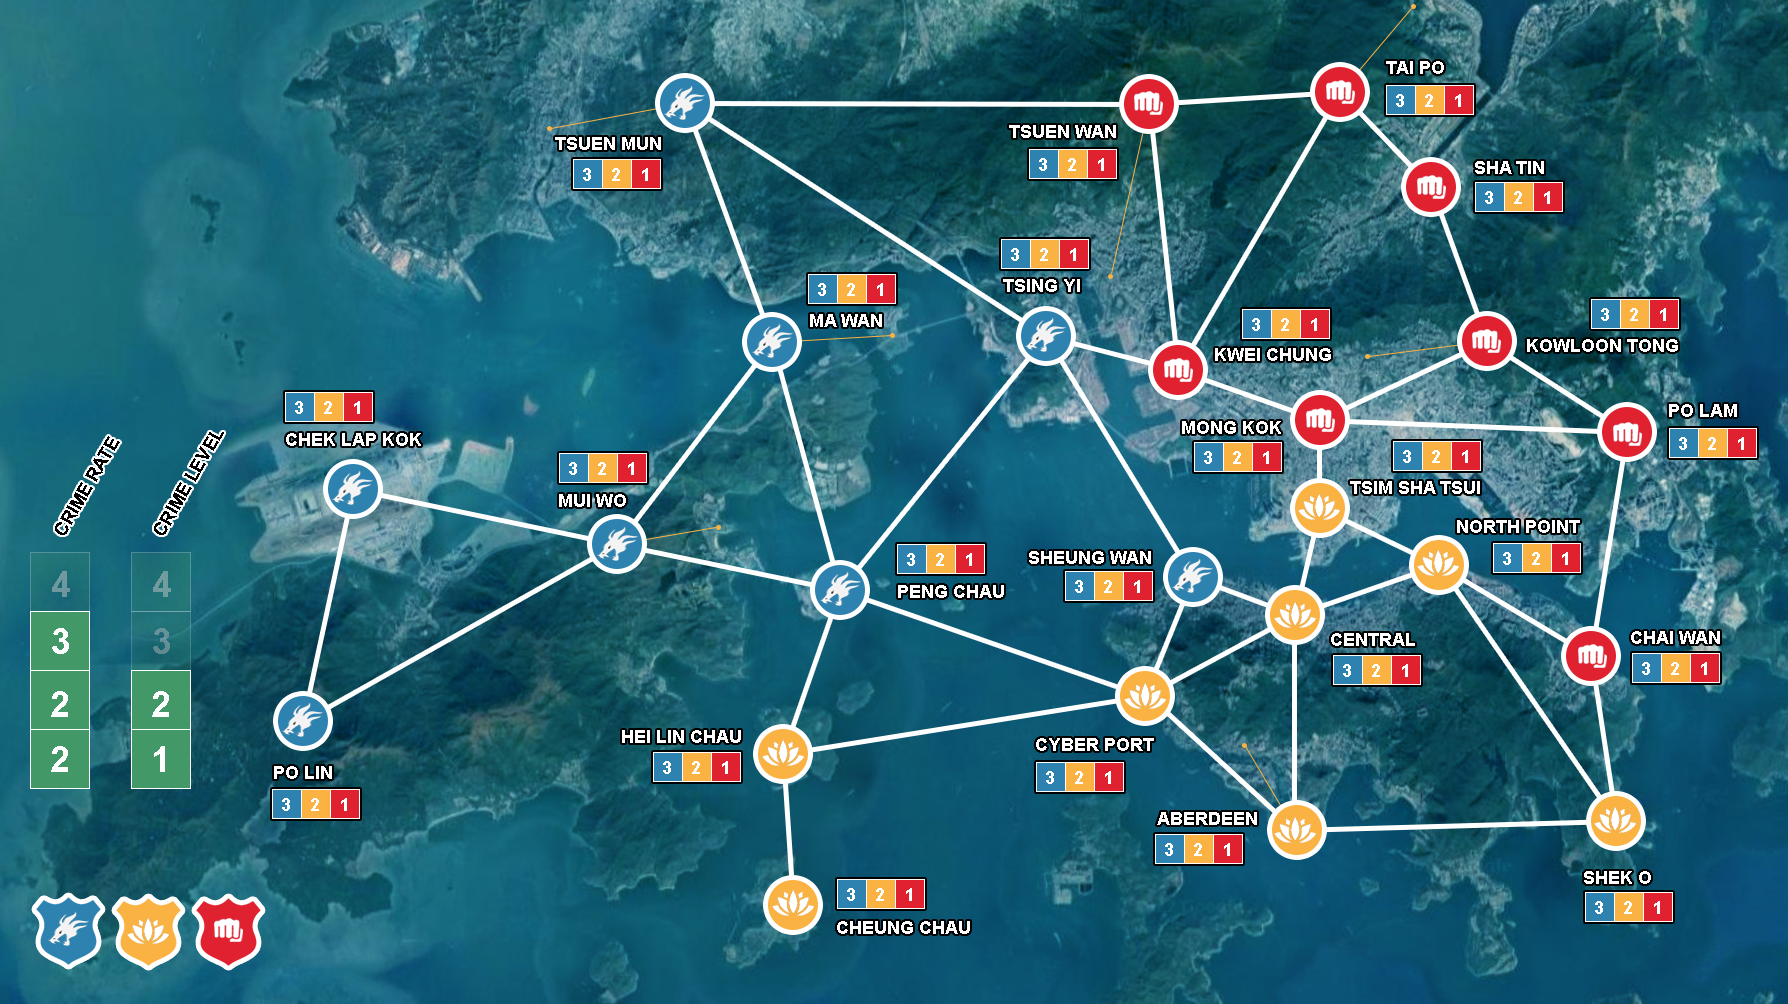 TAI PO
3 2 1
TSUEN WAN
3 2 1
TSUEN MUN
3 2 1
SHA TIN
3 2 1
3 2 1
TSING YI
3 2 1
MA WAN
3 2 1
KWEI CHUNG
3 2 1
KOWLOON TONG
3 2 1
CHEK LAP KOK
PO LAM
3 2 1
MONG KOK
3 2 1
3 2 1
TSIM SHA TSUI
3 2 1
MUI WO
CRIME RATE
4
3
2
2
CRIME LEVEL
4
3
2
1
NORTH POINT
3 2 1
SHEUNG WAN
3 2 1
3 2 1
PENG CHAU
CENTRAL
3 2 1
CHAI WAN
3 2 1
HEI LIN CHAU
3 2 1
CYBER PORT
3 2 1
PO LIN
3 2 1
ABERDEEN
3 2 1
SHEK O
3 2 1
3 2 1
CHEUNG CHAU